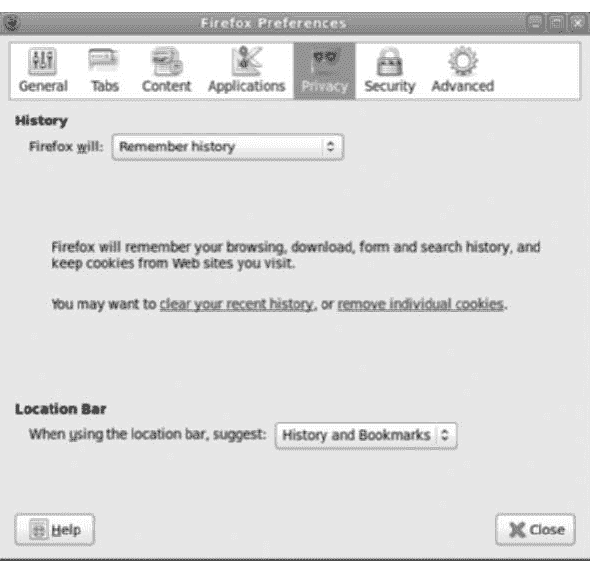 Firefox Preferences
General Tabs Content Applications Privacy Security Advanced
History
Firefox will: Remember history
Firefox will remember your browsing, download, form and search history, and
keep cookies from Web sites you visit.
You may want to clear your recent history, or remove individual cookies.
Location Bar
When using the location bar, suggest: History and Bookmarks
Help Close